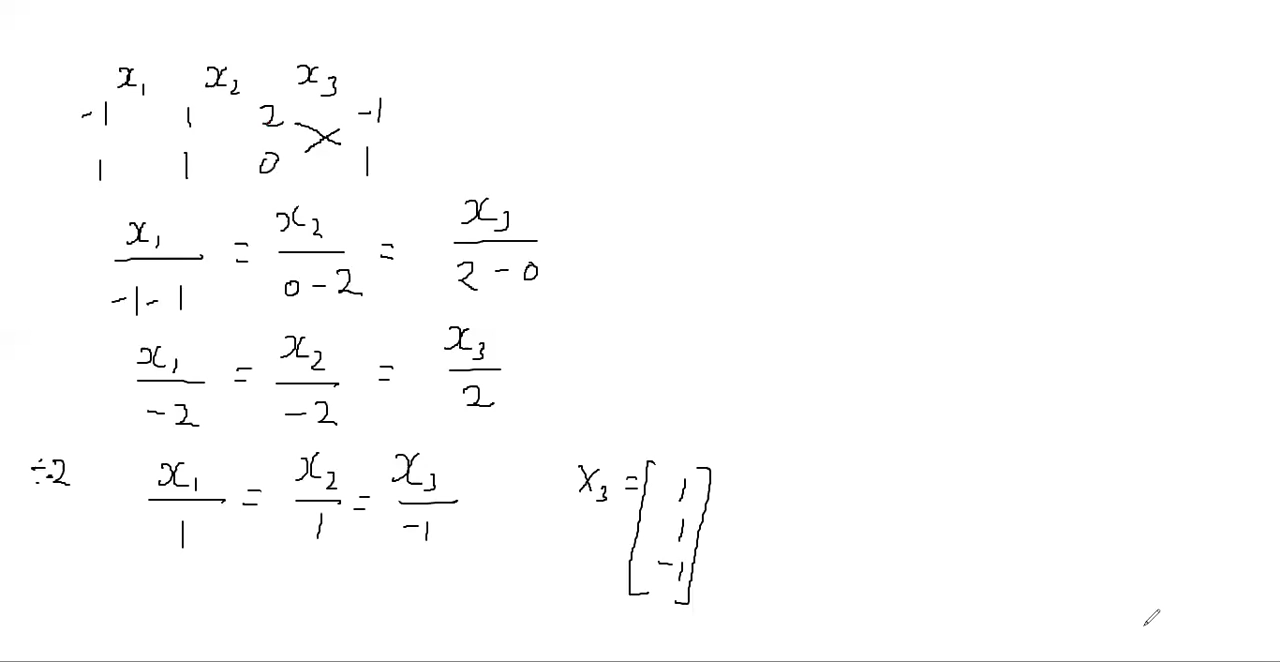 x₁ x₂ x₃
-1 1 2 -1
1 1 0 1
x₁/(-1-1) = x₂/(0-2) = x₃/(2-0)
x₁/-2 = x₂/-2 = x₃/2
÷-2 x₁/1 = x₂/1 = x₃/-1
X₃ = [1 1 -1]